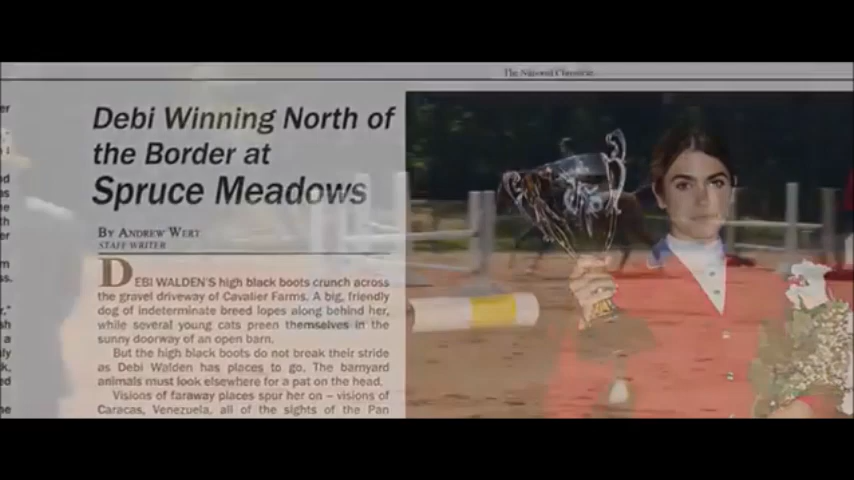 The National Chronicle
Debi Winning North of
the Border at
Spruce Meadows
BY ANDREW WERT
STAFF WRITER
DEBI WALDEN'S high black boots crunch across
the gravel driveway of Cavalier Farms. A big, friendly
dog of indeterminate breed lopes along behind her,
while several young cats preen themselves in the
sunny doorway of an open barn.
But the high black boots do not break their stride
as Debi Walden has places to go. The barnyard
animals must look elsewhere for a pat on the head.
Visions of faraway places spur her on – visions of
Caracas, Venezuela, all of the sights of the Pan